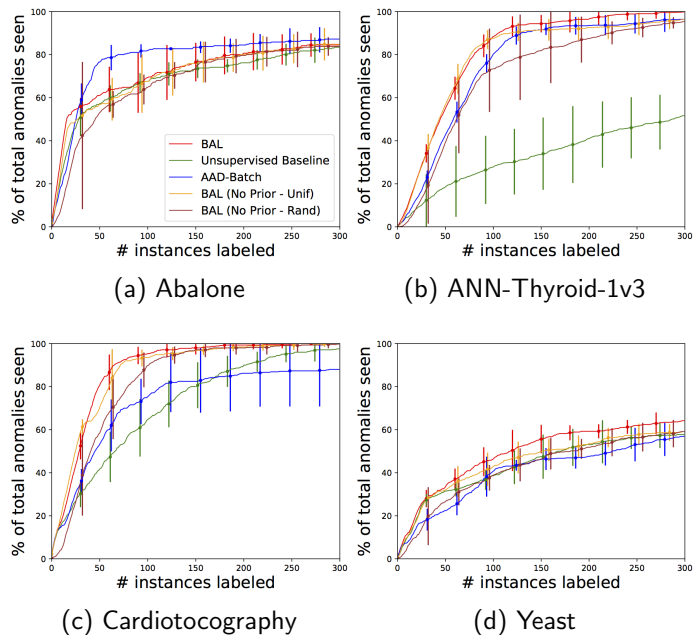 % of total anomalies seen
100
80
60
40
20
0
0 50 100 150 200 250 300
# instances labeled
BAL
Unsupervised Baseline
AAD-Batch
BAL (No Prior - Unif)
BAL (No Prior - Rand)
(a) Abalone
% of total anomalies seen
100
80
60
40
20
0
0 50 100 150 200 250 300
# instances labeled
(b) ANN-Thyroid-1v3
% of total anomalies seen
100
80
60
40
20
0
0 50 100 150 200 250 300
# instances labeled
(c) Cardiotocography
% of total anomalies seen
100
80
60
40
20
0
0 50 100 150 200 250 300
# instances labeled
(d) Yeast